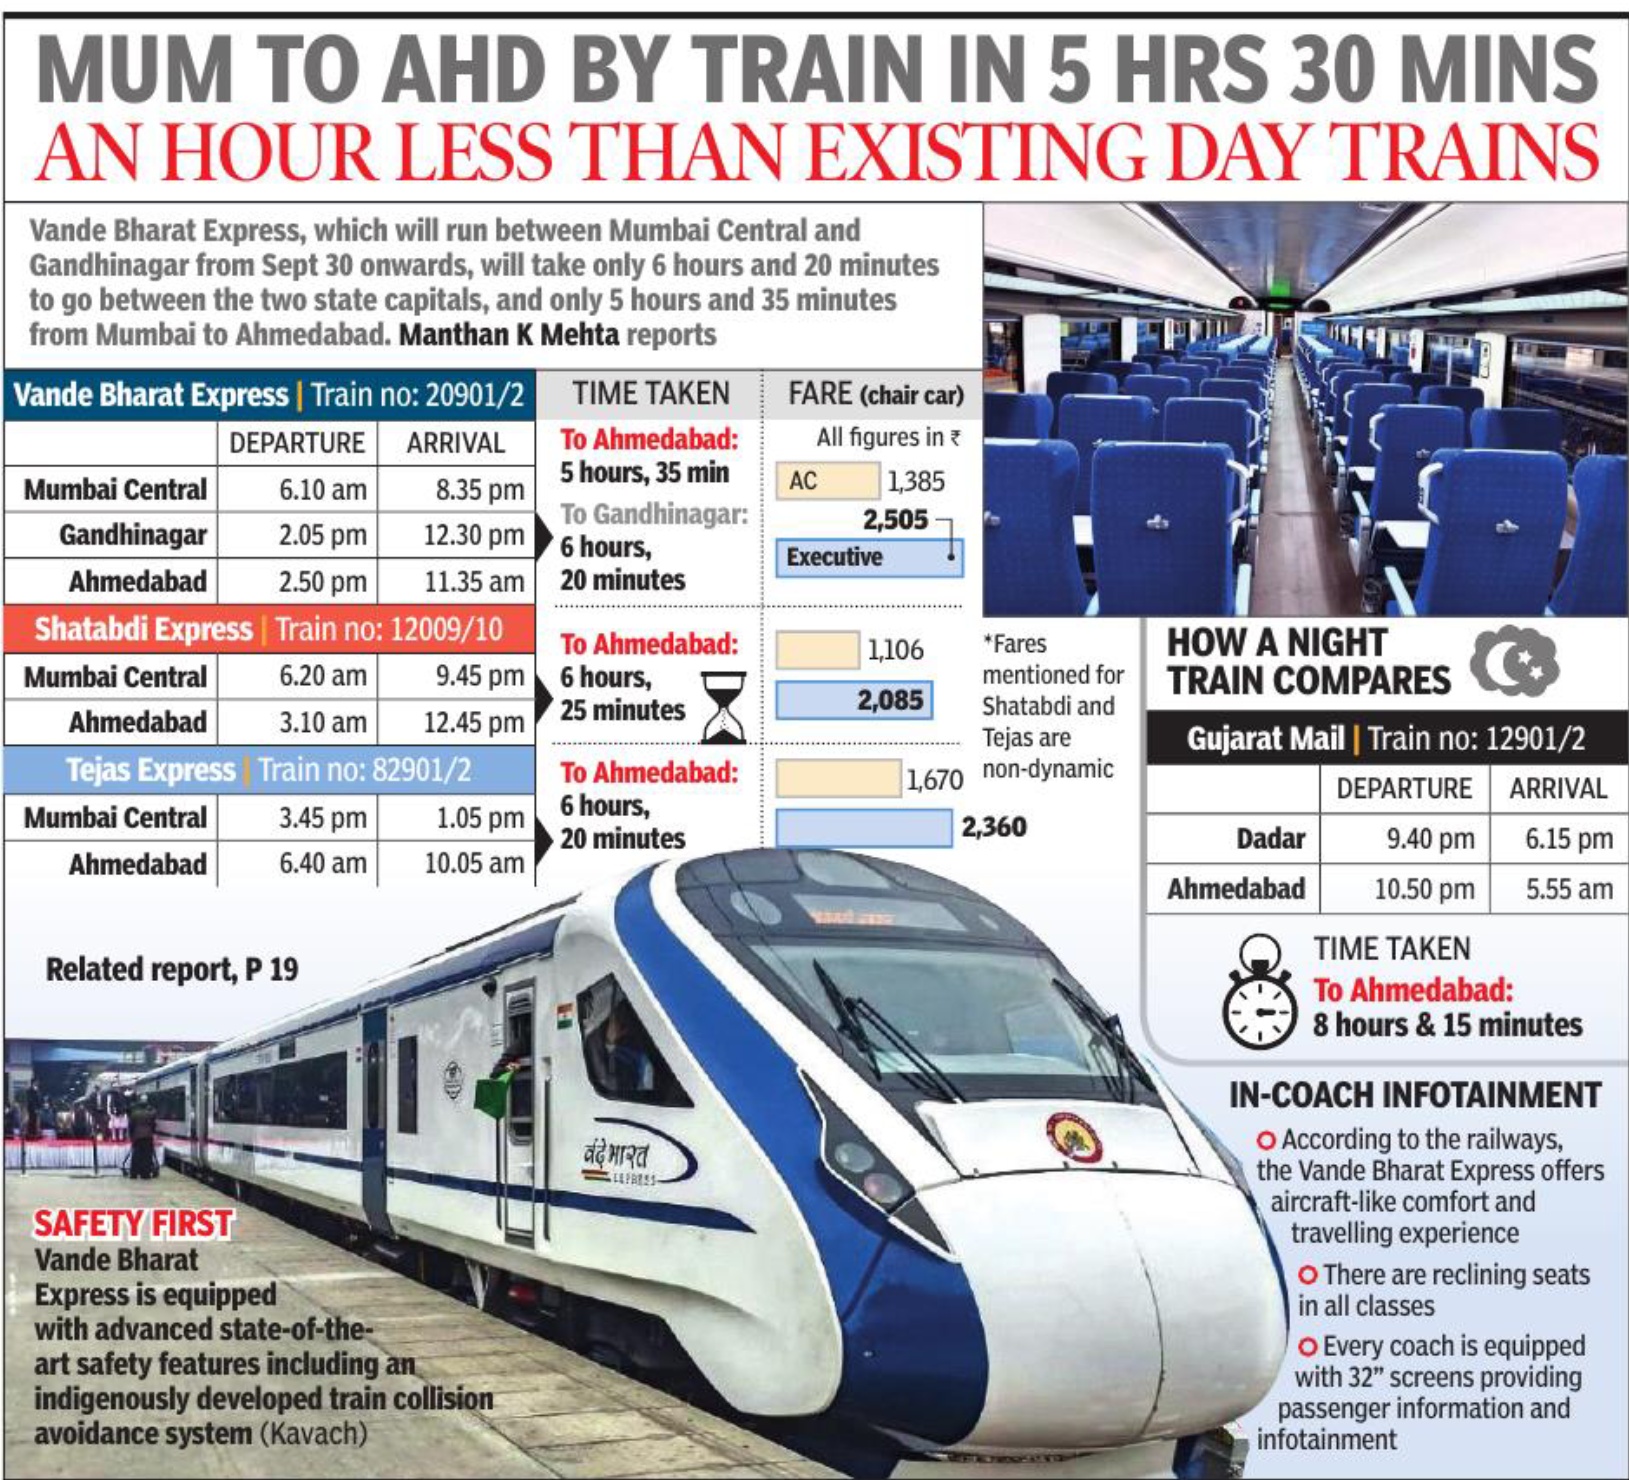 MUM TO AHD BY TRAIN IN 5 HRS 30 MINS
AN HOUR LESS THAN EXISTING DAY TRAINS
Vande Bharat Express, which will run between Mumbai Central and
Gandhinagar from Sept 30 onwards, will take only 6 hours and 20 minutes
to go between the two state capitals, and only 5 hours and 35 minutes
from Mumbai to Ahmedabad. Manthan K Mehta reports
Vande Bharat Express | Train no: 20901/2
DEPARTURE ARRIVAL
Mumbai Central 6.10 am 8.35 pm
Gandhinagar 2.05 pm 12.30 pm
Ahmedabad 2.50 pm 11.35 am
Shatabdi Express | Train no: 12009/10
Mumbai Central 6.20 am 9.45 pm
Ahmedabad 3.10 am 12.45 pm
Tejas Express | Train no: 82901/2
Mumbai Central 3.45 pm 1.05 pm
Ahmedabad 6.40 am 10.05 am
TIME TAKEN
To Ahmedabad:
5 hours, 35 min
To Gandhinagar:
6 hours,
20 minutes
To Ahmedabad:
6 hours,
25 minutes
To Ahmedabad:
6 hours,
20 minutes
FARE (chair car)
All figures in ₹
AC 1,385
2,505
Executive
1,106
2,085
1,670
2,360
*Fares
mentioned for
Shatabdi and
Tejas are
non-dynamic
HOW A NIGHT
TRAIN COMPARES
Gujarat Mail | Train no: 12901/2
DEPARTURE ARRIVAL
Dadar 9.40 pm 6.15 pm
Ahmedabad 10.50 pm 5.55 am
TIME TAKEN
To Ahmedabad:
8 hours & 15 minutes
Related report, P 19
वंदे भारत
EXPRESS
SAFETY FIRST
Vande Bharat
Express is equipped
with advanced state-of-the-
art safety features including an
indigenously developed train collision
avoidance system (Kavach)
IN-COACH INFOTAINMENT
According to the railways,
the Vande Bharat Express offers
aircraft-like comfort and
travelling experience
There are reclining seats
in all classes
Every coach is equipped
with 32” screens providing
passenger information and
infotainment